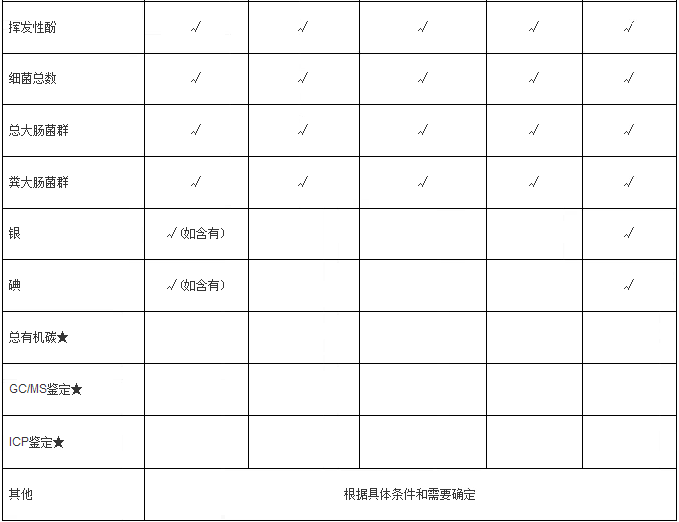 挥发性酚 √ √ √ √ √
细菌总数 √ √ √ √ √
总大肠菌群 √ √ √ √ √
粪大肠菌群 √ √ √ √ √
银 √(如含有) √
碘 √(如含有) √
总有机碳★
GC/MS鉴定★
ICP鉴定★
其他 根据具体条件和需要确定